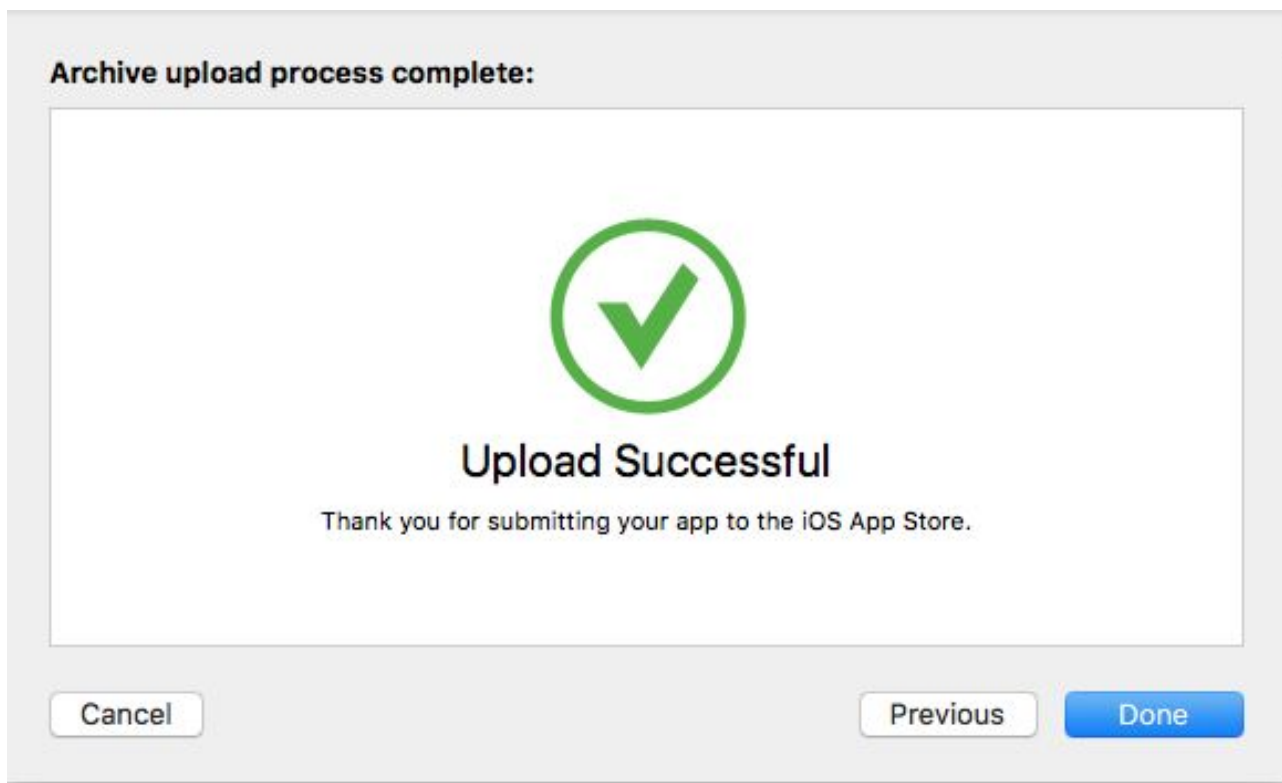 Archive upload process complete:
Upload Successful
Thank you for submitting your app to the iOS App Store.
Cancel
Previous
Done